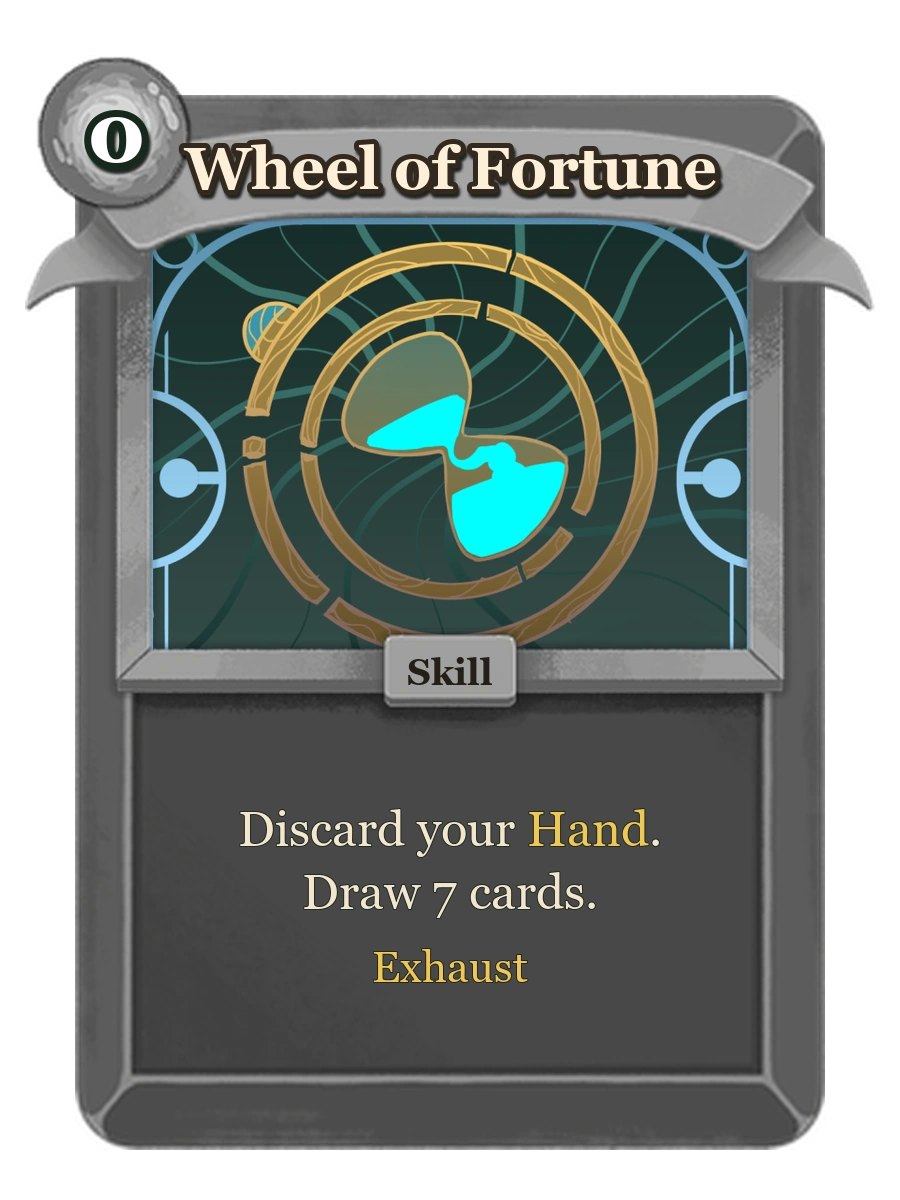 0
Wheel of Fortune
Skill
Discard your Hand.
Draw 7 cards.
Exhaust